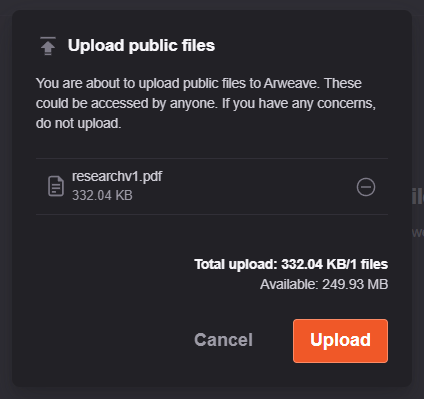 Upload public files
You are about to upload public files to Arweave. These
could be accessed by anyone. If you have any concerns,
do not upload.
researchv1.pdf
332.04 KB
Total upload: 332.04 KB/1 files
Available: 249.93 MB
Cancel
Upload